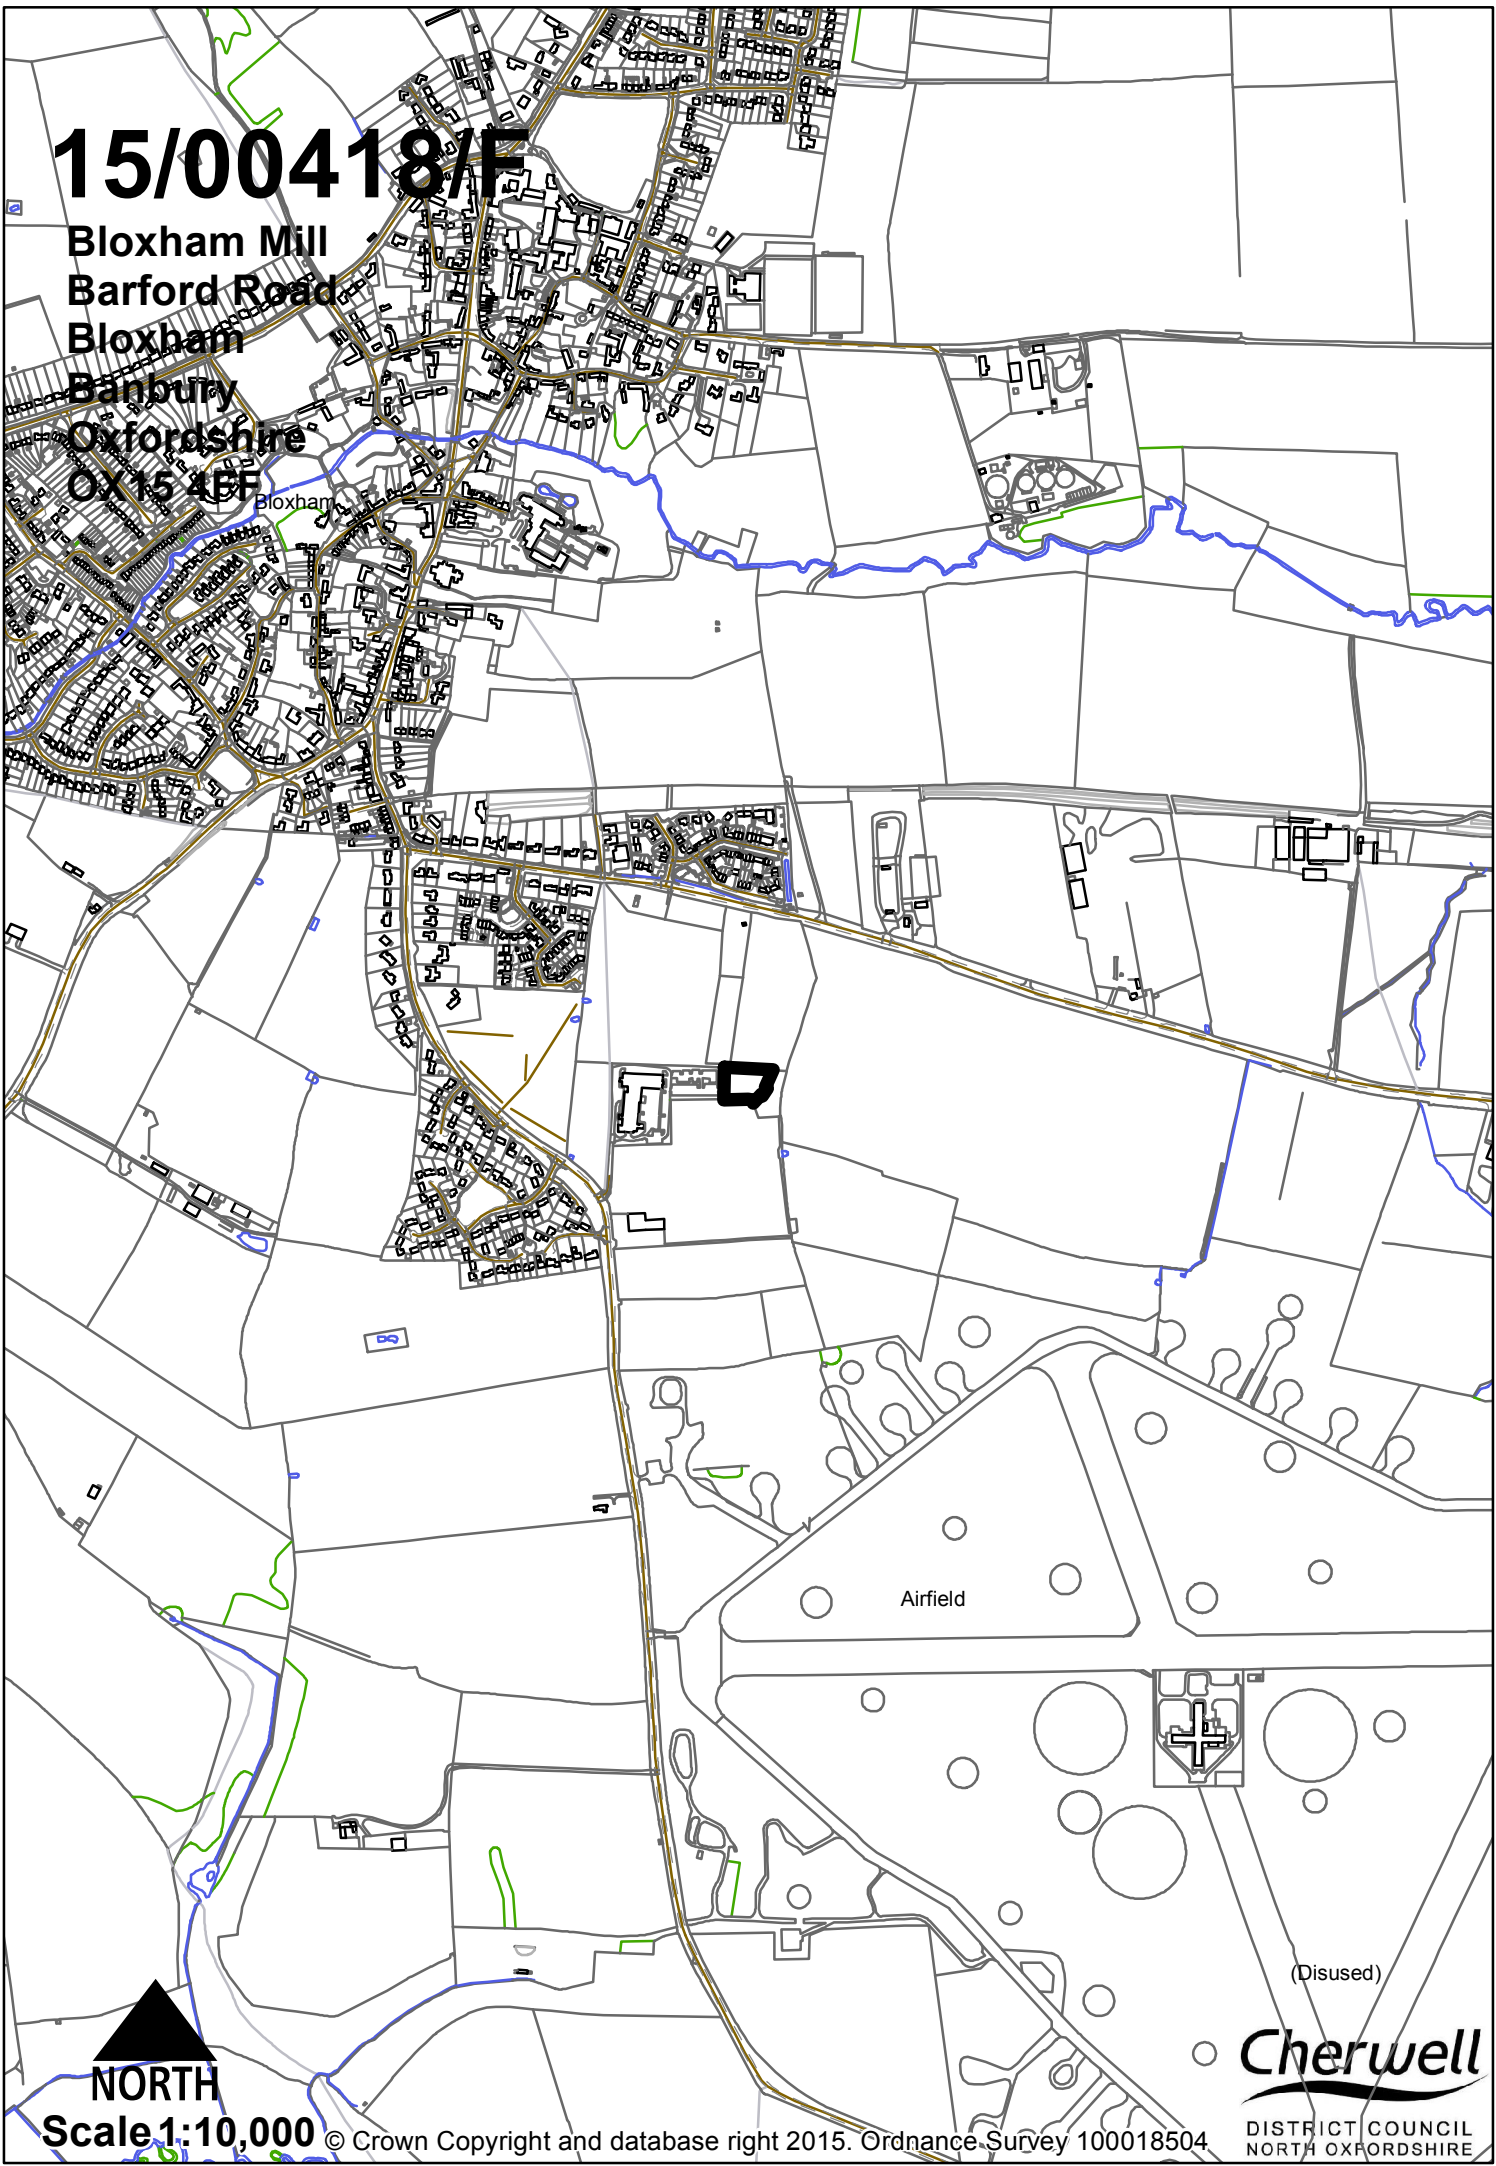 15/00418/F
Bloxham Mill
Barford Road
Bloxham
Banbury
Oxfordshire
OX15 4FF
Bloxham
Airfield
(Disused)
NORTH
Scale 1:10,000
© Crown Copyright and database right 2015. Ordnance Survey 100018504
Cherwell
DISTRICT COUNCIL
NORTH OXFORDSHIRE